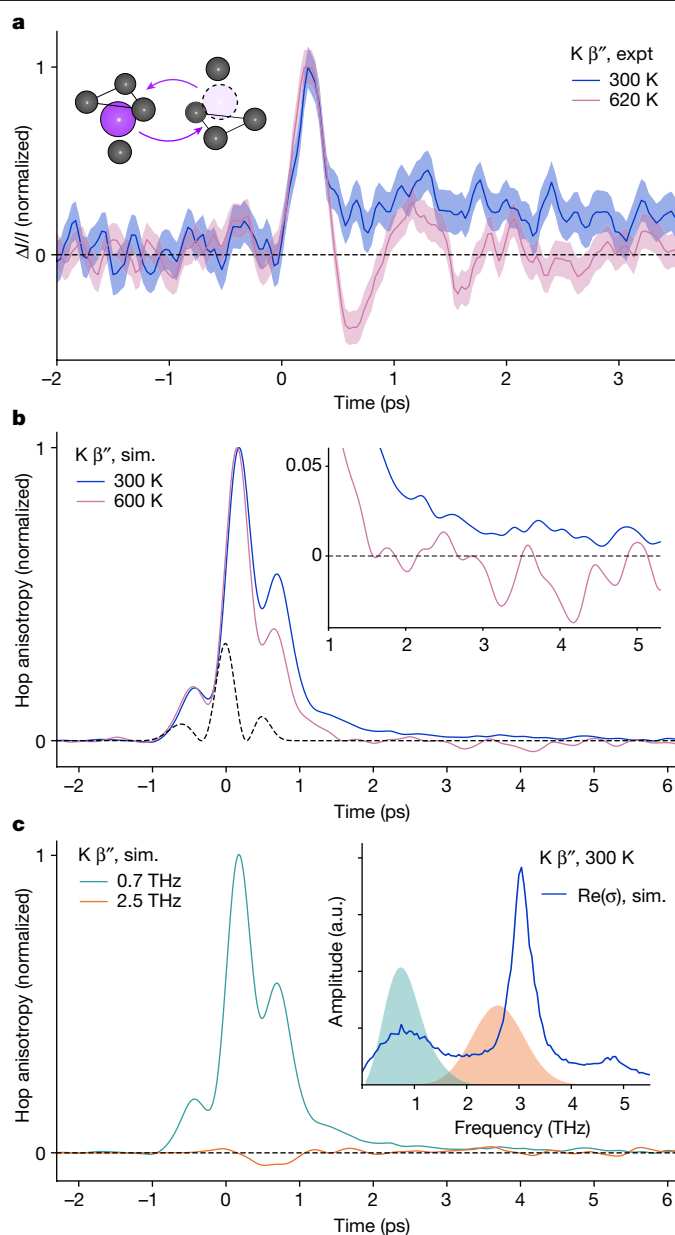 a
K β″, expt
300 K
620 K
ΔI/I (normalized)
1
0
−2
−1
0
1
2
3
Time (ps)
b
K β″, sim.
300 K
600 K
Hop anisotropy (normalized)
1
0
0.05
0
1
2
3
4
5
−2
−1
0
1
2
3
4
5
6
Time (ps)
c
K β″, sim.
0.7 THz
2.5 THz
Hop anisotropy (normalized)
1
0
K β″, 300 K
Re(σ), sim.
Amplitude (a.u.)
1
2
3
4
5
Frequency (THz)
−2
−1
0
1
2
3
4
5
6
Time (ps)